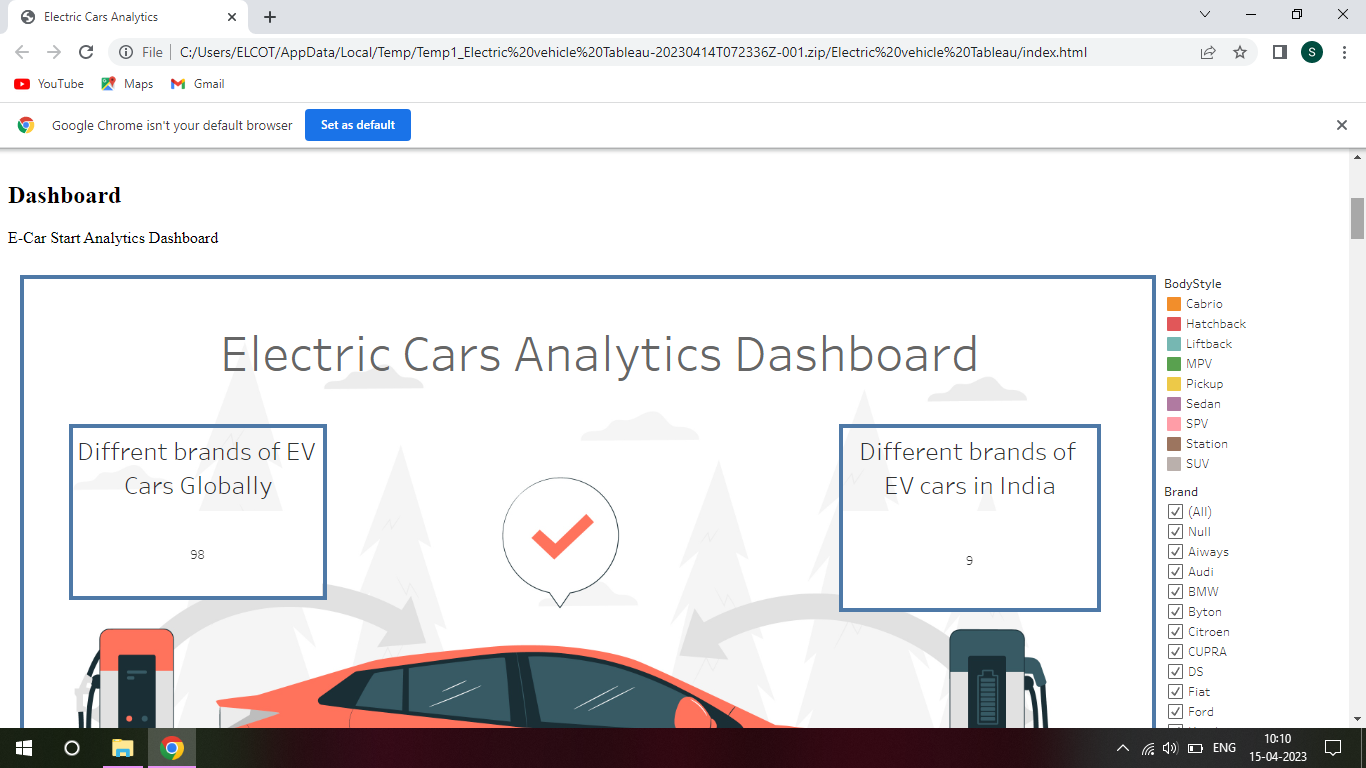 Electric Cars Analytics
File
C:/Users/ELCOT/AppData/Local/Temp/Temp1_Electric%20vehicle%20Tableau-20230414T072336Z-001.zip/Electric%20vehicle%20Tableau/index.html
S
YouTube
Maps
Gmail
Google Chrome isn't your default browser
Set as default
Dashboard
E-Car Start Analytics Dashboard
Electric Cars Analytics Dashboard
Diffrent brands of EV
Cars Globally
98
Different brands of
EV cars in India
9
BodyStyle
Cabrio
Hatchback
Liftback
MPV
Pickup
Sedan
SPV
Station
SUV
Brand
(All)
Null
Aiways
Audi
BMW
Byton
Citroen
CUPRA
DS
Fiat
Ford
ENG
10:10
15-04-2023